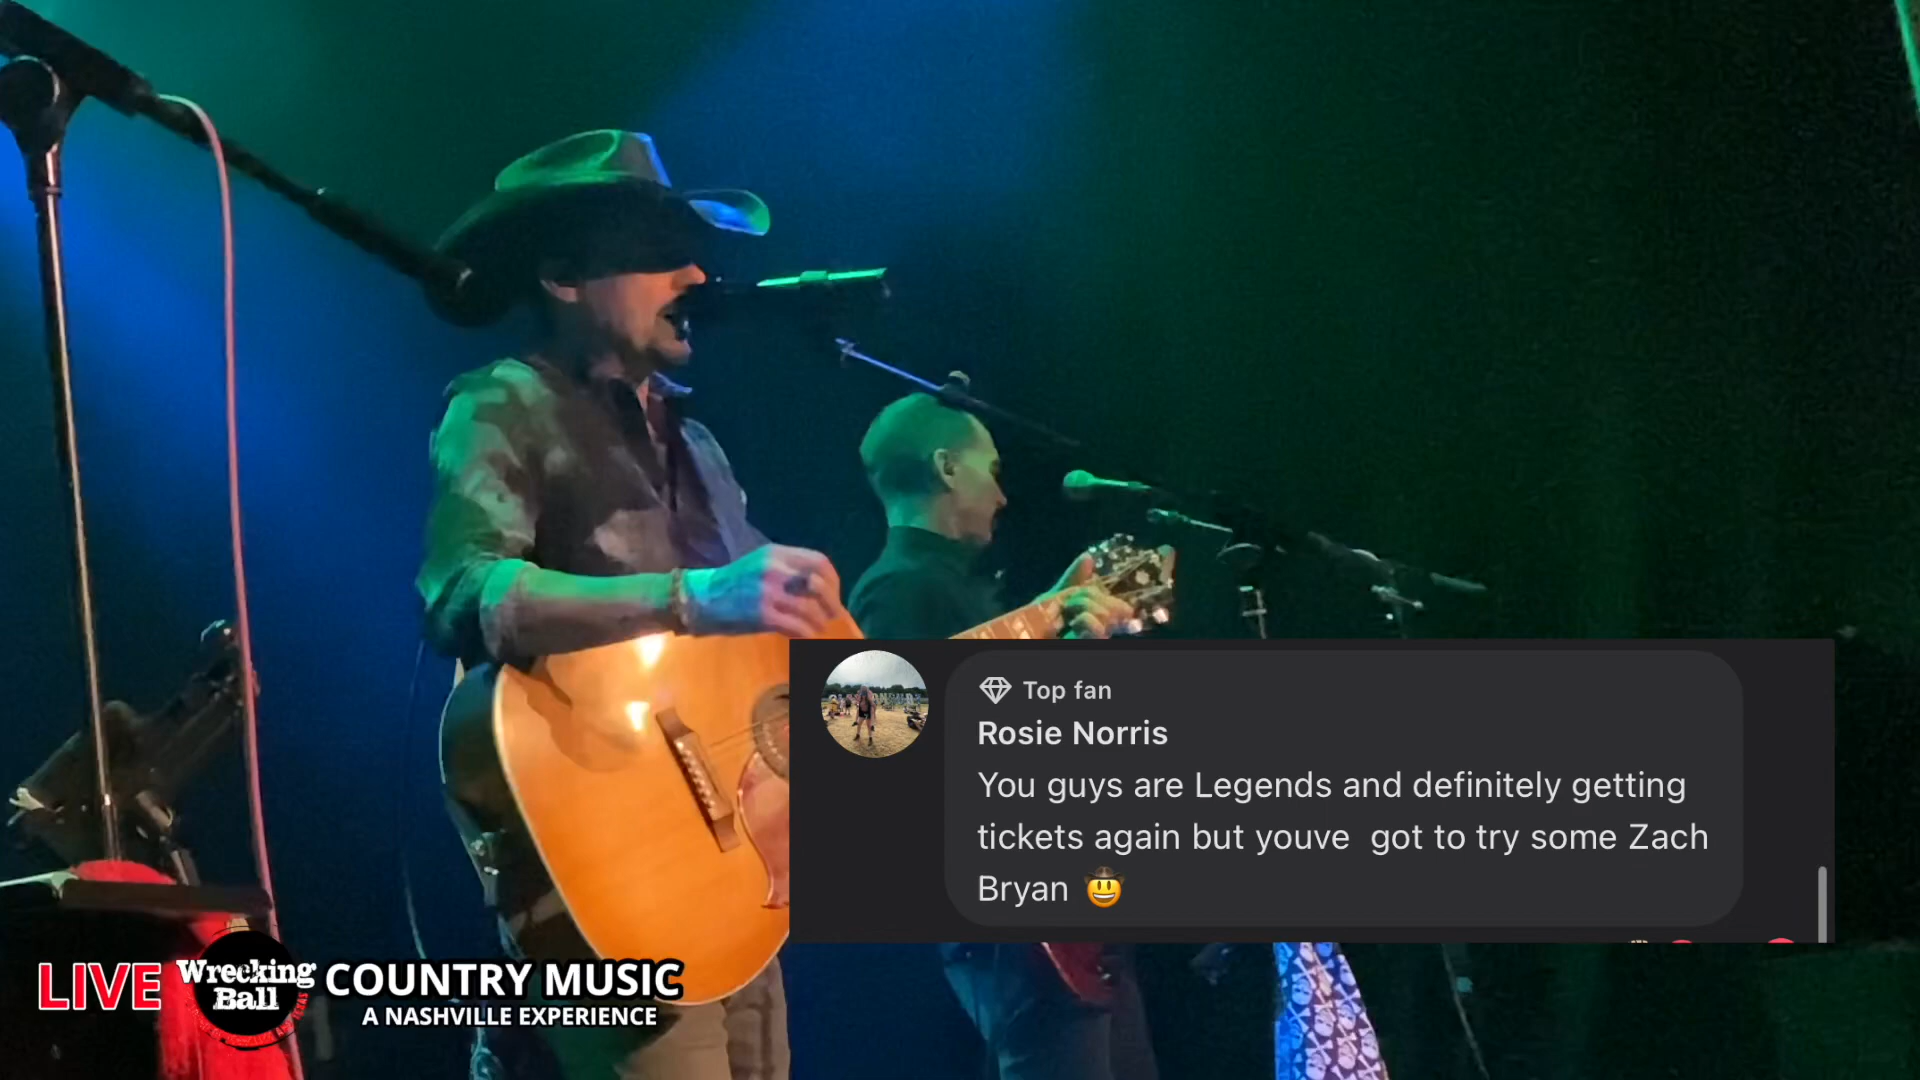 Top fan
Rosie Norris
You guys are Legends and definitely getting
tickets again but youve  got to try some Zach
Bryan 🤠
LIVE Wrecking Ball COUNTRY MUSIC
A NASHVILLE EXPERIENCE